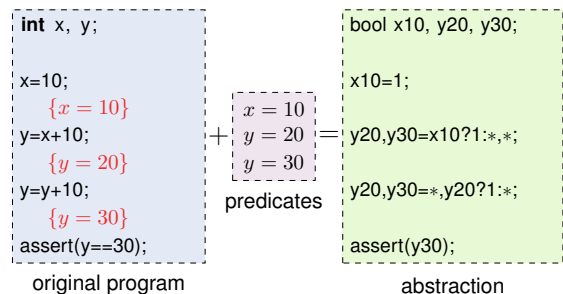 int x, y;
x=10;
{x = 10}
y=x+10;
{y = 20}
y=y+10;
{y = 30}
assert(y==30);
original program
+
x = 10
y = 20
y = 30
predicates
=
bool x10, y20, y30;
x10=1;
y20,y30=x10?1:*,*;
y20,y30=*,y20?1:*;
assert(y30);
abstraction